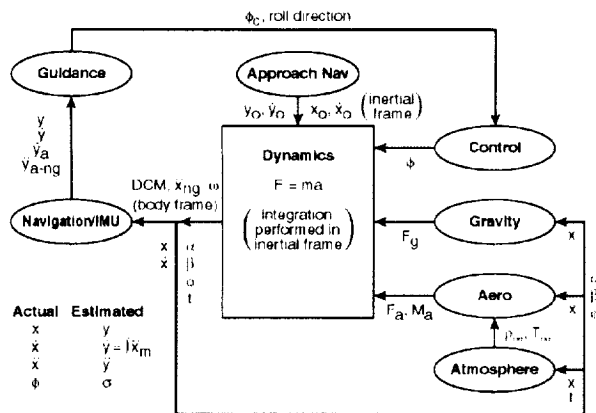 ϕc, roll direction
Guidance
Approach Nav
yo, ẏo xo, ẋo (inertial frame)
y
ẏ
ÿa
ÿa-ng
Dynamics
F = ma
(integration
performed in
inertial frame)
ϕ
Control
DCM, ẍng ω
(body frame)
Navigation/IMU
Fg
Gravity
x
x
ẋ
α
β
t
Fa, Ma
Aero
x
α
β
ρ∞, T∞
Atmosphere
x
t
Actual Estimated
x y
ẋ ẏ = ∫ẍm
ẍ ÿ
ϕ σ